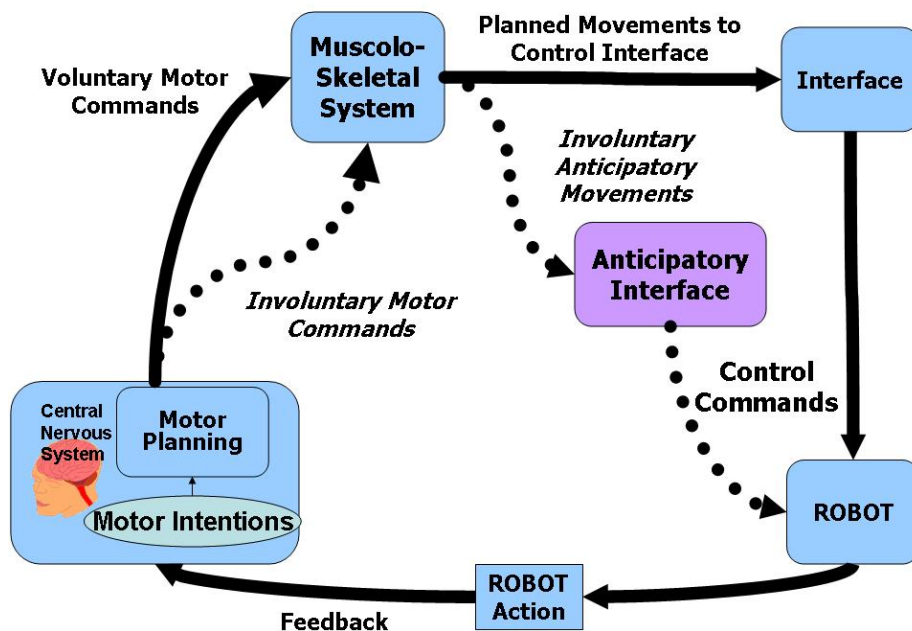 Planned Movements to
Control Interface
Muscolo-
Skeletal
System
Voluntary Motor
Commands
Interface
Involuntary
Anticipatory
Movements
Anticipatory
Interface
Involuntary Motor
Commands
Control
Commands
Central
Nervous
System
Motor
Planning
Motor Intentions
ROBOT
ROBOT
Action
Feedback